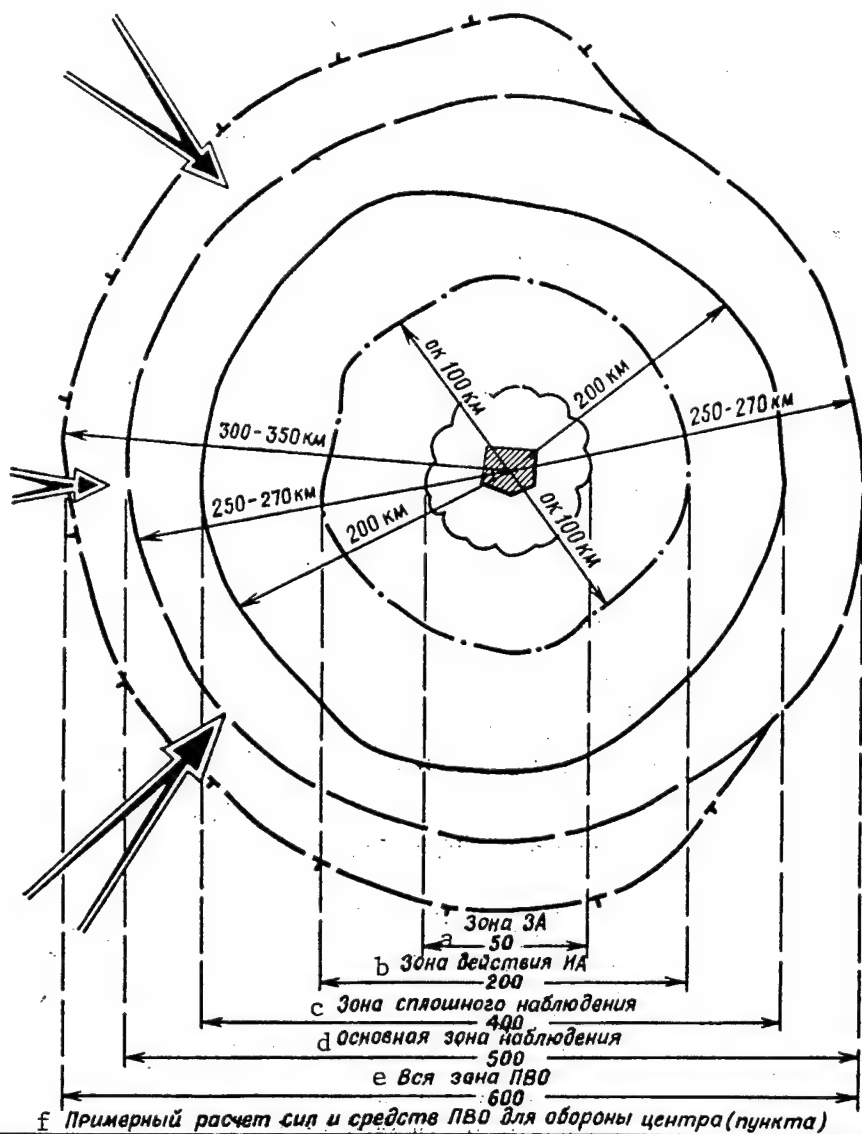 ок 100 км
200 км
300-350 км
250-270 км
250-270 км
200 км
ок 100 км
Зона ЗА
a
50
b Зона действия ИА
200
c Зона сплошного наблюдения
400
d Основная зона наблюдения
500
e Вся зона ПВО
600
f Примерный расчет сил и средств ПВО для обороны центра (пункта)